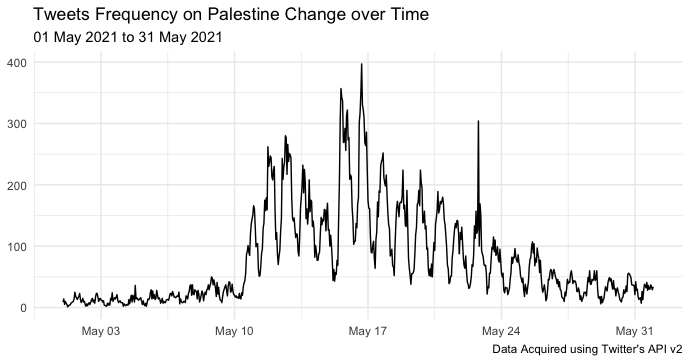 Tweets Frequency on Palestine Change over Time
01 May 2021 to 31 May 2021
400
300
200
100
0
May 03 May 10 May 17 May 24 May 31
Data Acquired using Twitter's API v2